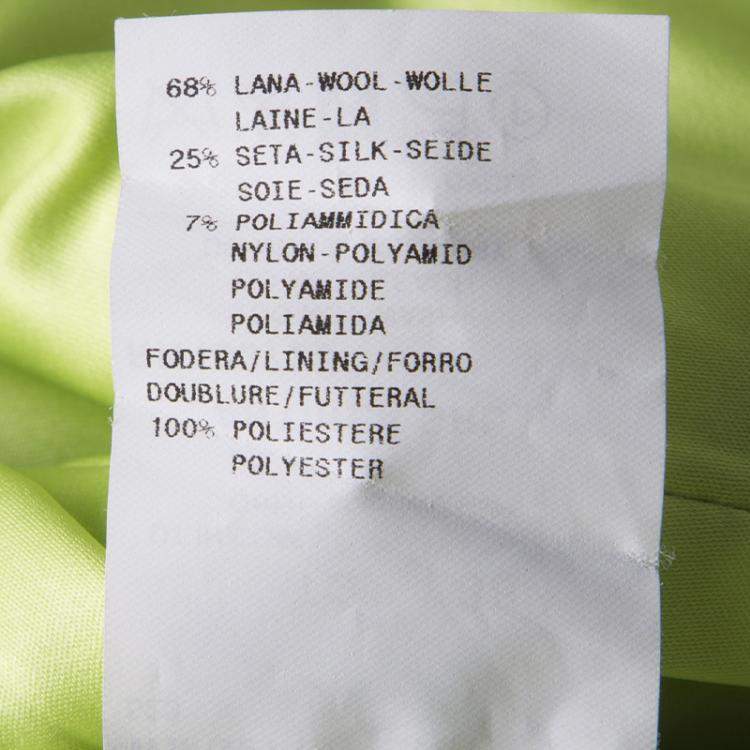 68% LANA-WOOL-WOLLE
LAINE-LA
25% SETA-SILK-SEIDE
SOIE-SEDA
7% POLIAMMIDICA
NYLON-POLYAMID
POLYAMIDE
POLIAMIDA
FODERA/LINING/FORRO
DOUBLURE/FUTTERAL
100% POLIESTERE
POLYESTER